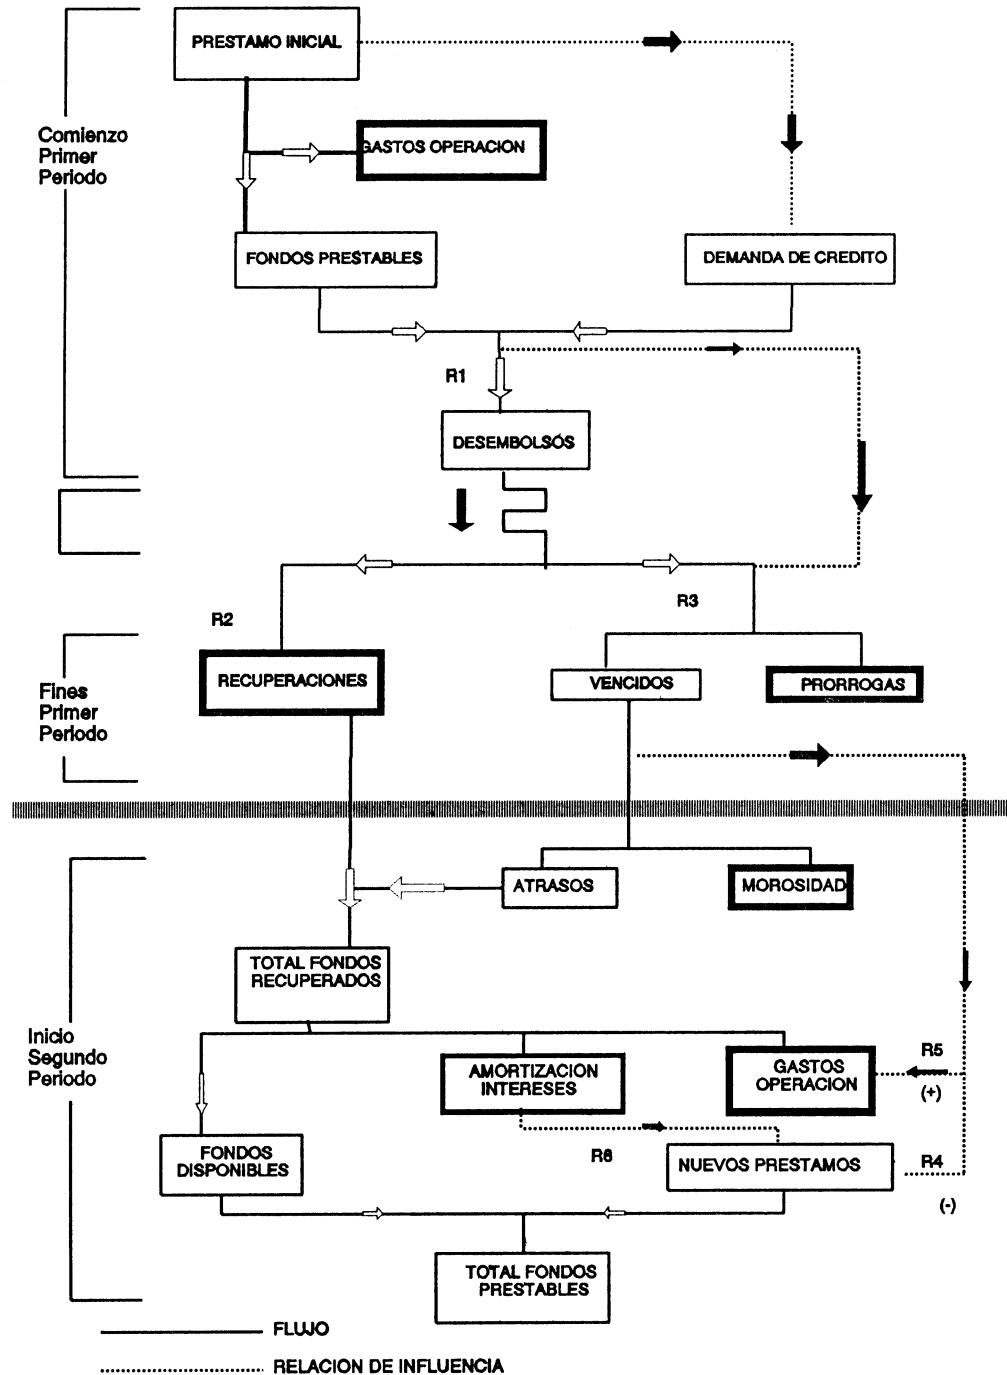 PRESTAMO INICIAL
Comienzo
Primer
Periodo
GASTOS OPERACION
FONDOS PRESTABLES
DEMANDA DE CREDITO
R1
DESEMBOLSOS
R3
R2
RECUPERACIONES
VENCIDOS
PRORROGAS
Fines
Primer
Periodo
ATRASOS
MOROSIDAD
TOTAL FONDOS
RECUPERADOS
Inicio
Segundo
Periodo
AMORTIZACION
INTERESES
GASTOS
OPERACION
R5
(+)
FONDOS
DISPONIBLES
R6
NUEVOS PRESTAMOS
R4
(-)
TOTAL FONDOS
PRESTABLES
FLUJO
RELACION DE INFLUENCIA